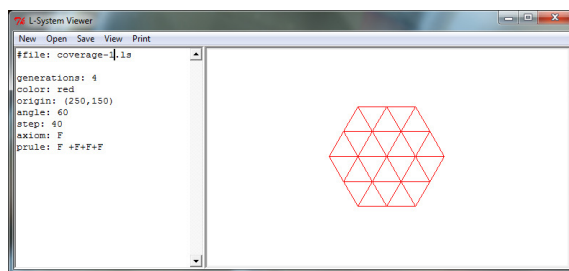 L-System Viewer
New Open Save View Print
#file: coverage-1.ls
generations: 4
color: red
origin: (250,150)
angle: 60
step: 40
axiom: F
prule: F +F+F+F